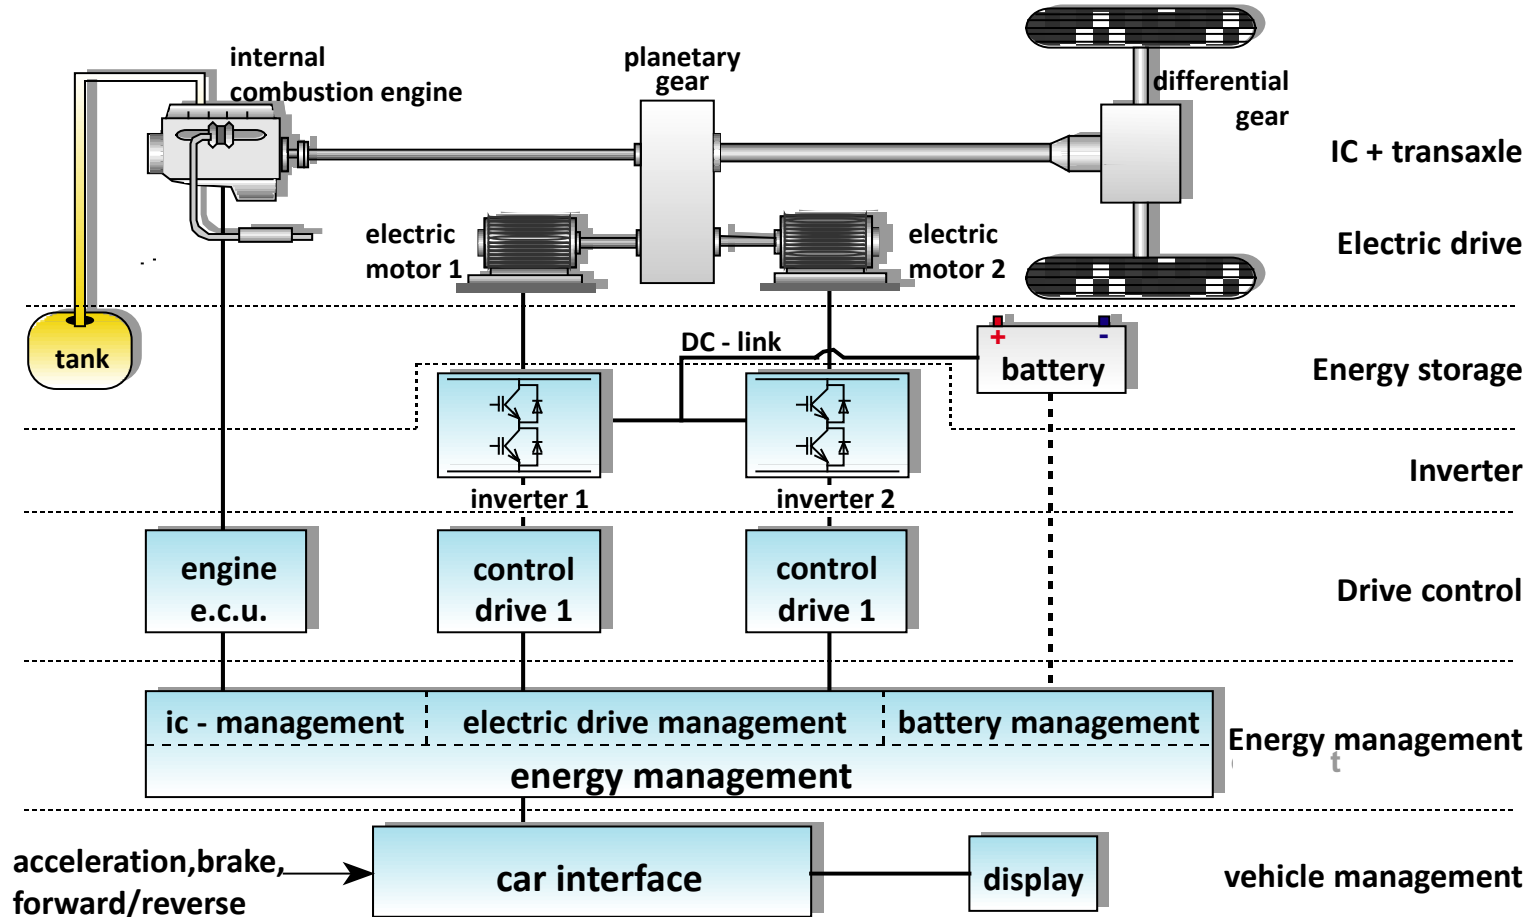 internal
combustion engine
planetary
gear
differential
gear
IC + transaxle
electric
motor 1
electric
motor 2
Electric drive
tank
DC - link
+
-
battery
Energy storage
Inverter
inverter 1
inverter 2
engine
e.c.u.
control
drive 1
control
drive 1
Drive control
ic - management
electric drive management
battery management
energy management
Energy management
t
acceleration,brake,
forward/reverse
car interface
display
vehicle management